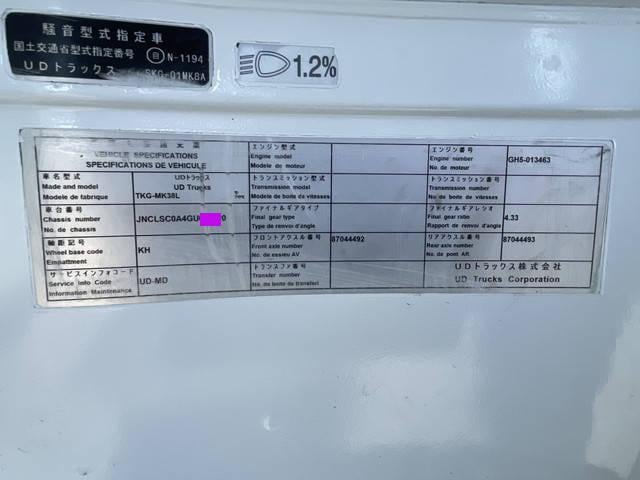 騒音型式指定車
国土交通省型式指定番号 N-1194
UDトラックス SKG-01MK8A
1.2%
VEHICLE SPECIFICATIONS
SPECIFICATIONS DE VEHICULE
車名型式 UDトラックス
Made and model UD Trucks
Modele de fabrique TKG-MK38L
車台番号
Chassis number JNCLSC0A4GU
No. de chassis
軸距記号
Wheel base code KH
Empattment
サービスインフォコード
Service Info Code UD-MD
Information Maintenance
エンジン型式
Engine model
Modele de moteur
トランスミッション型式
Transmission model
Modele de boite de vitesses
ファイナルギアタイプ
Final gear type
Type de renvoi d'angle
フロントアクスル番号 87044492
Front axle number
No. de essieu AV
トランスファ番号
Transfer number
No. de boite de transfert
エンジン番号 GH5-013463
Engine number
No. de moteur
トランスミッション番号
Transmission number
No. de boite de vitesses
ファイナルギアレシオ
Final gear ratio 4.33
Rapport de renvoi d'angle
リアアクスル番号 87044493
Rear axle number
No. de pont AR.
UDトラックス株式会社
UD Trucks Corporation